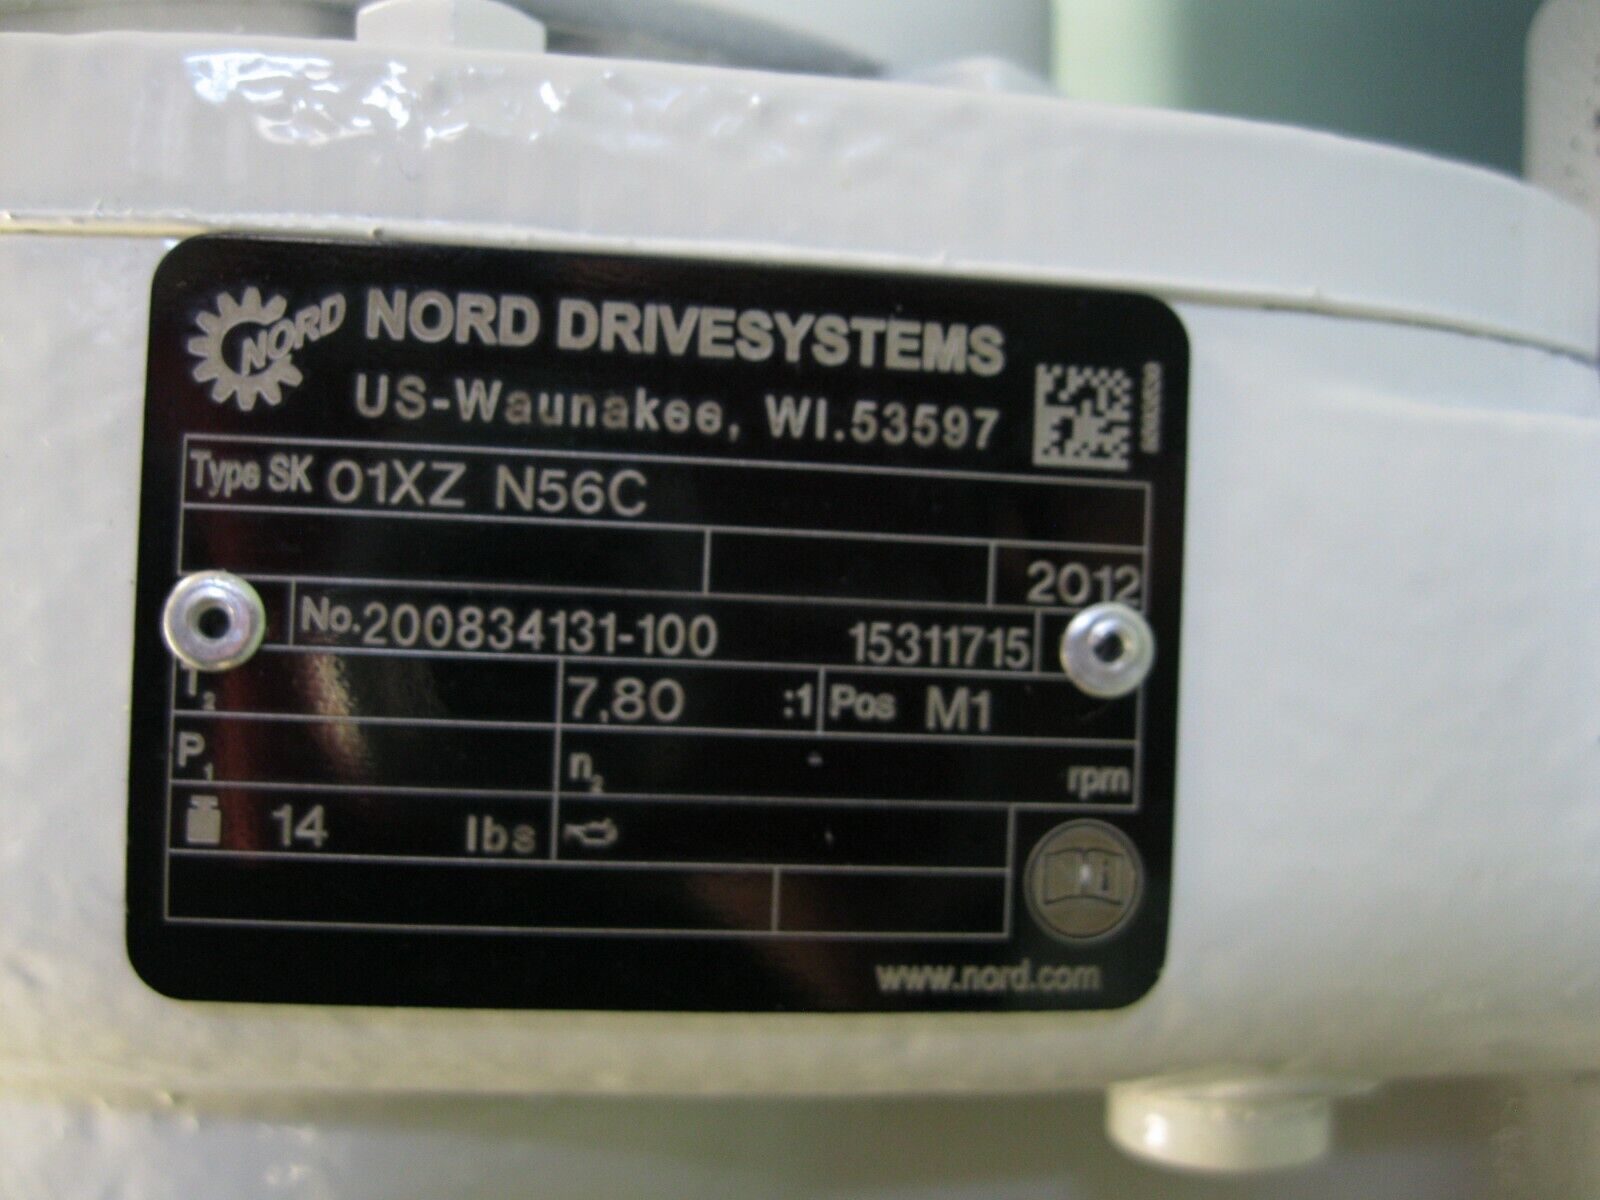 NORD NORD DRIVESYSTEMS
US-Waunakee, WI.53597
Type SK 01XZ N56C
2012
No.200834131-100 15311715
T2 7,80 :1 Pos M1
P1 n2 - rpm
14 lbs
www.nord.com